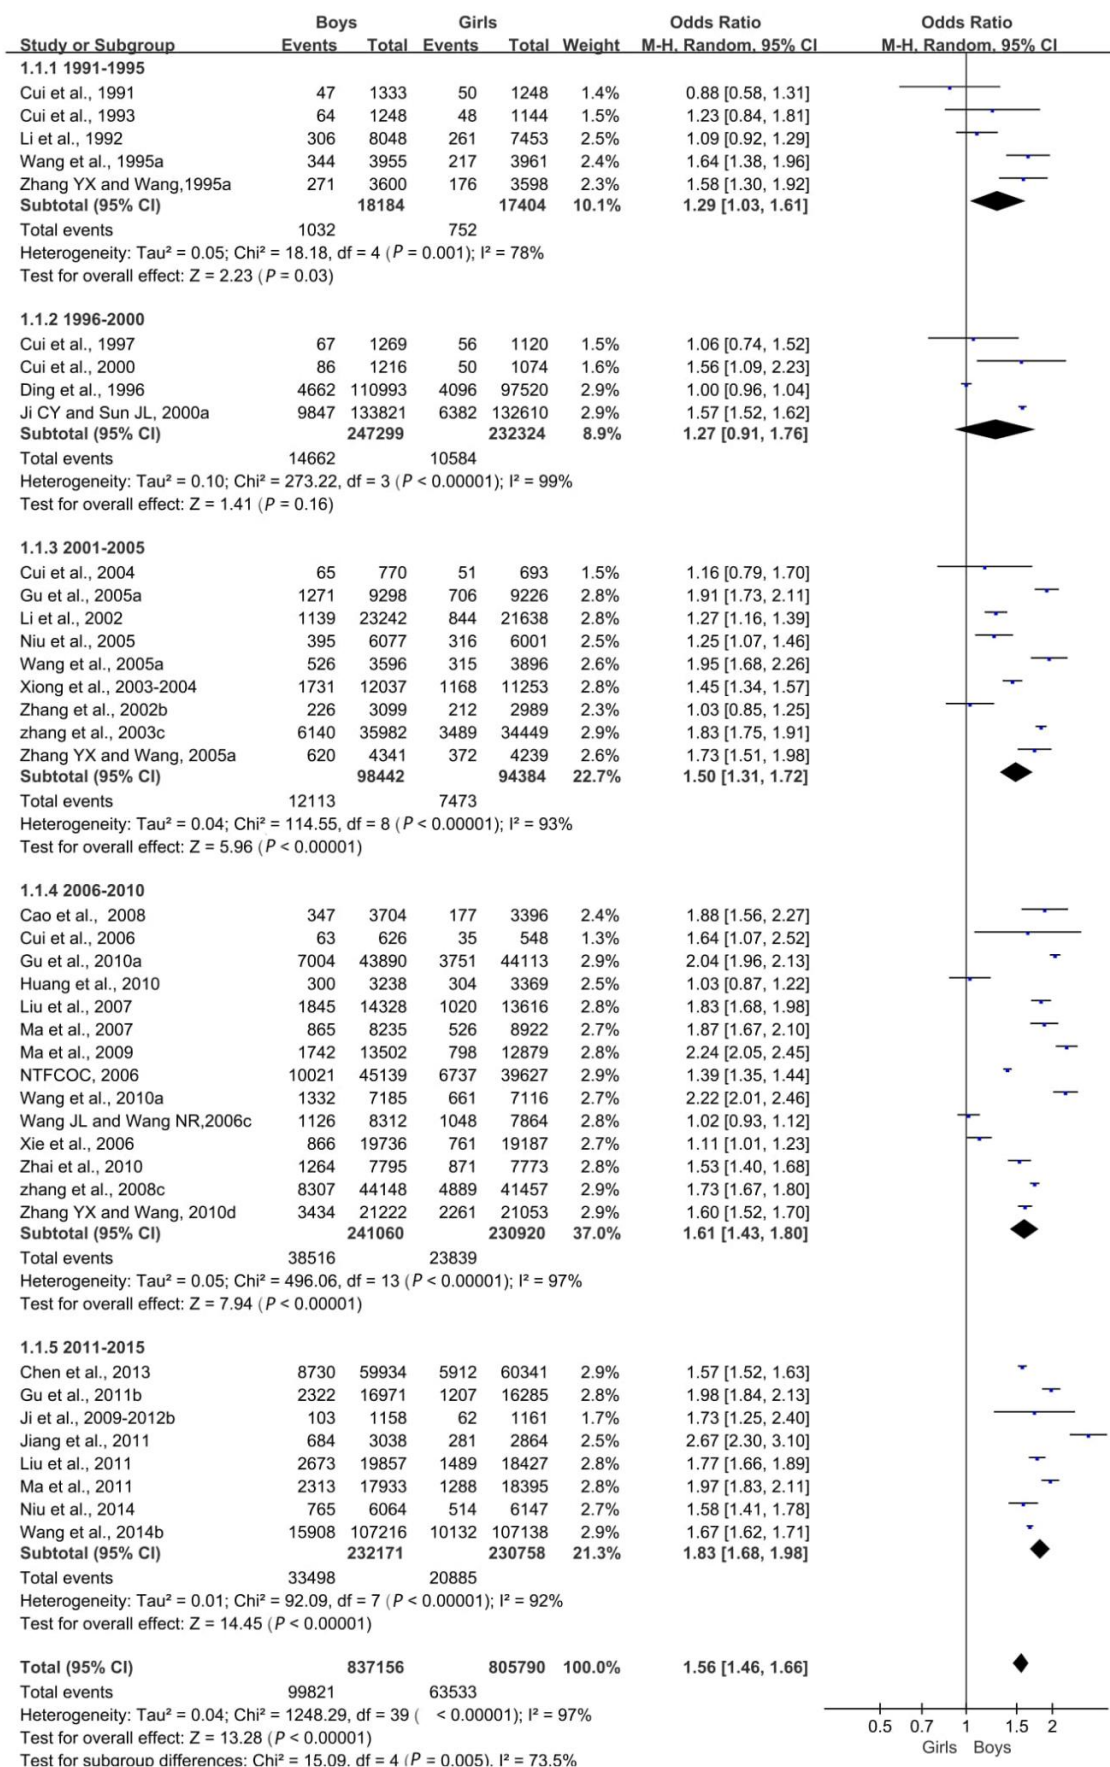 Boys Girls Odds Ratio Odds Ratio
Study or Subgroup Events Total Events Total Weight M-H, Random, 95% CI M-H, Random, 95% CI
1.1.1 1991-1995
Cui et al., 1991 47 1333 50 1248 1.4% 0.88 [0.58, 1.31]
Cui et al., 1993 64 1248 48 1144 1.5% 1.23 [0.84, 1.81]
Li et al., 1992 306 8048 261 7453 2.5% 1.09 [0.92, 1.29]
Wang et al., 1995a 344 3955 217 3961 2.4% 1.64 [1.38, 1.96]
Zhang YX and Wang,1995a 271 3600 176 3598 2.3% 1.58 [1.30, 1.92]
Subtotal (95% CI) 18184 17404 10.1% 1.29 [1.03, 1.61]
Total events 1032 752
Heterogeneity: Tau² = 0.05; Chi² = 18.18, df = 4 (P = 0.001); I² = 78%
Test for overall effect: Z = 2.23 (P = 0.03)
1.1.2 1996-2000
Cui et al., 1997 67 1269 56 1120 1.5% 1.06 [0.74, 1.52]
Cui et al., 2000 86 1216 50 1074 1.6% 1.56 [1.09, 2.23]
Ding et al., 1996 4662 110993 4096 97520 2.9% 1.00 [0.96, 1.04]
Ji CY and Sun JL, 2000a 9847 133821 6382 132610 2.9% 1.57 [1.52, 1.62]
Subtotal (95% CI) 247299 232324 8.9% 1.27 [0.91, 1.76]
Total events 14662 10584
Heterogeneity: Tau² = 0.10; Chi² = 273.22, df = 3 (P < 0.00001); I² = 99%
Test for overall effect: Z = 1.41 (P = 0.16)
1.1.3 2001-2005
Cui et al., 2004 65 770 51 693 1.5% 1.16 [0.79, 1.70]
Gu et al., 2005a 1271 9298 706 9226 2.8% 1.91 [1.73, 2.11]
Li et al., 2002 1139 23242 844 21638 2.8% 1.27 [1.16, 1.39]
Niu et al., 2005 395 6077 316 6001 2.5% 1.25 [1.07, 1.46]
Wang et al., 2005a 526 3596 315 3896 2.6% 1.95 [1.68, 2.26]
Xiong et al., 2003-2004 1731 12037 1168 11253 2.8% 1.45 [1.34, 1.57]
Zhang et al., 2002b 226 3099 212 2989 2.3% 1.03 [0.85, 1.25]
zhang et al., 2003c 6140 35982 3489 34449 2.9% 1.83 [1.75, 1.91]
Zhang YX and Wang, 2005a 620 4341 372 4239 2.6% 1.73 [1.51, 1.98]
Subtotal (95% CI) 98442 94384 22.7% 1.50 [1.31, 1.72]
Total events 12113 7473
Heterogeneity: Tau² = 0.04; Chi² = 114.55, df = 8 (P < 0.00001); I² = 93%
Test for overall effect: Z = 5.96 (P < 0.00001)
1.1.4 2006-2010
Cao et al., 2008 347 3704 177 3396 2.4% 1.88 [1.56, 2.27]
Cui et al., 2006 63 626 35 548 1.3% 1.64 [1.07, 2.52]
Gu et al., 2010a 7004 43890 3751 44113 2.9% 2.04 [1.96, 2.13]
Huang et al., 2010 300 3238 304 3369 2.5% 1.03 [0.87, 1.22]
Liu et al., 2007 1845 14328 1020 13616 2.8% 1.83 [1.68, 1.98]
Ma et al., 2007 865 8235 526 8922 2.7% 1.87 [1.67, 2.10]
Ma et al., 2009 1742 13502 798 12879 2.8% 2.24 [2.05, 2.45]
NTFCOC, 2006 10021 45139 6737 39627 2.9% 1.39 [1.35, 1.44]
Wang et al., 2010a 1332 7185 661 7116 2.7% 2.22 [2.01, 2.46]
Wang JL and Wang NR,2006c 1126 8312 1048 7864 2.8% 1.02 [0.93, 1.12]
Xie et al., 2006 866 19736 761 19187 2.7% 1.11 [1.01, 1.23]
Zhai et al., 2010 1264 7795 871 7773 2.8% 1.53 [1.40, 1.68]
zhang et al., 2008c 8307 44148 4889 41457 2.9% 1.73 [1.67, 1.80]
Zhang YX and Wang, 2010d 3434 21222 2261 21053 2.9% 1.60 [1.52, 1.70]
Subtotal (95% CI) 241060 230920 37.0% 1.61 [1.43, 1.80]
Total events 38516 23839
Heterogeneity: Tau² = 0.05; Chi² = 496.06, df = 13 (P < 0.00001); I² = 97%
Test for overall effect: Z = 7.94 (P < 0.00001)
1.1.5 2011-2015
Chen et al., 2013 8730 59934 5912 60341 2.9% 1.57 [1.52, 1.63]
Gu et al., 2011b 2322 16971 1207 16285 2.8% 1.98 [1.84, 2.13]
Ji et al., 2009-2012b 103 1158 62 1161 1.7% 1.73 [1.25, 2.40]
Jiang et al., 2011 684 3038 281 2864 2.5% 2.67 [2.30, 3.10]
Liu et al., 2011 2673 19857 1489 18427 2.8% 1.77 [1.66, 1.89]
Ma et al., 2011 2313 17933 1288 18395 2.8% 1.97 [1.83, 2.11]
Niu et al., 2014 765 6064 514 6147 2.7% 1.58 [1.41, 1.78]
Wang et al., 2014b 15908 107216 10132 107138 2.9% 1.67 [1.62, 1.71]
Subtotal (95% CI) 232171 230758 21.3% 1.83 [1.68, 1.98]
Total events 33498 20885
Heterogeneity: Tau² = 0.01; Chi² = 92.09, df = 7 (P < 0.00001); I² = 92%
Test for overall effect: Z = 14.45 (P < 0.00001)
Total (95% CI) 837156 805790 100.0% 1.56 [1.46, 1.66]
Total events 99821 63533
Heterogeneity: Tau² = 0.04; Chi² = 1248.29, df = 39 ( < 0.00001); I² = 97%
Test for overall effect: Z = 13.28 (P < 0.00001)
Test for subgroup differences: Chi² = 15.09, df = 4 (P = 0.005), I² = 73.5%
0.5 0.7 1 1.5 2
Girls Boys